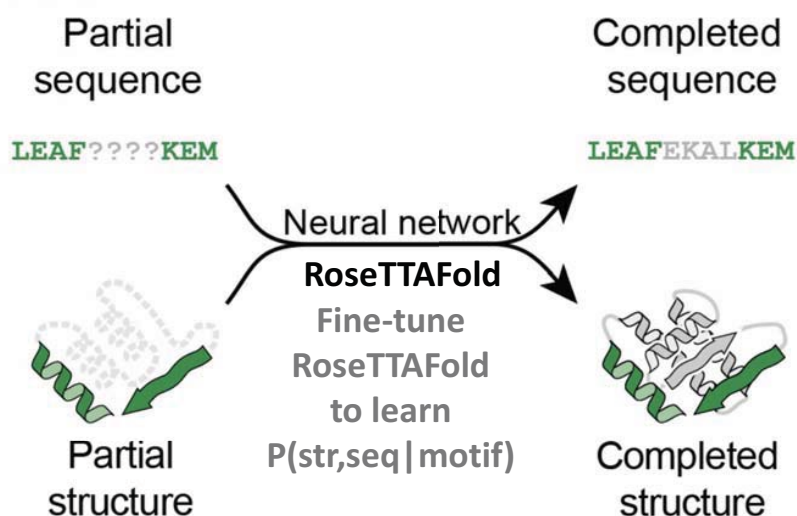 Partial
sequence
LEAF????KEM
Completed
sequence
LEAFEKALKEM
Neural network
RoseTTAFold
Fine-tune
RoseTTAFold
to learn
P(str,seq|motif)
Partial
structure
Completed
structure